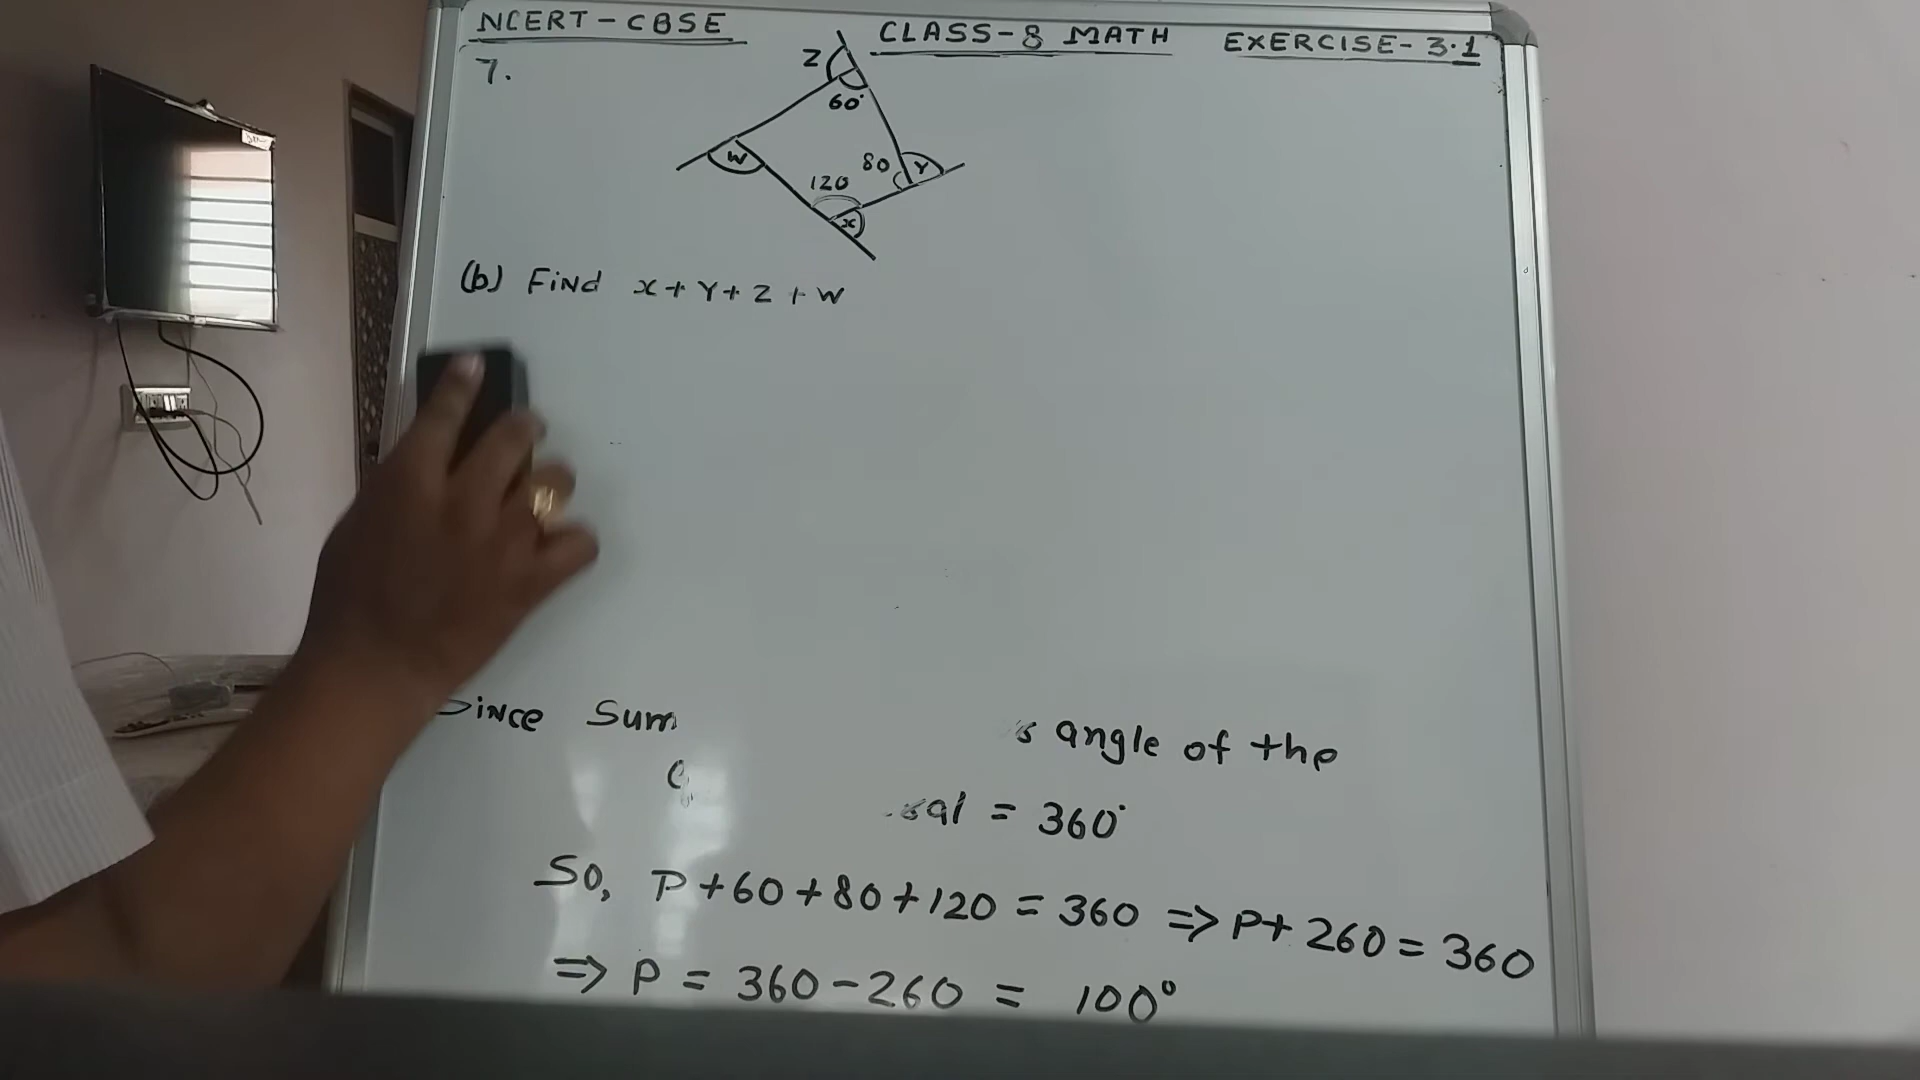 NCERT-CBSE CLASS-8 MATH EXERCISE-3.1
7.
Z
60°
W
80 Y
120
x
(b) Find x+Y+Z+W
Since Sum angle of the
= 360°
So, P+60+80+120 = 360 => P+260 = 360
=> P = 360-260 = 100°